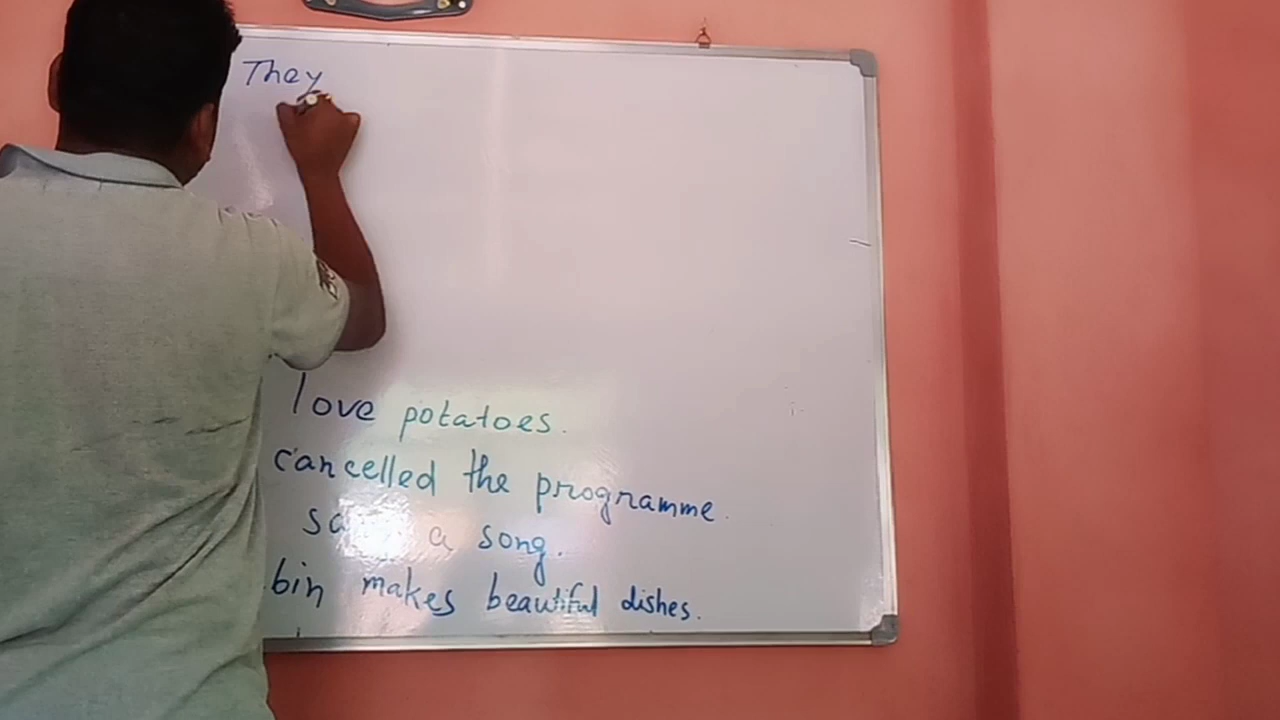 They
love potatoes.
cancelled the programme.
a song.
bin makes beautiful dishes.